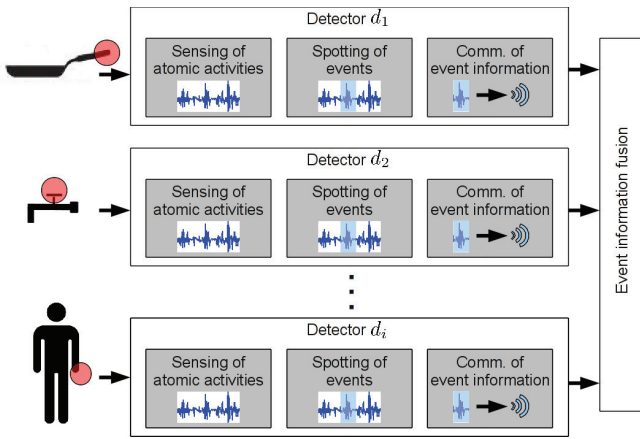 Detector d₁
Sensing of
atomic activities
Spotting of
events
Comm. of
event information
Detector d₂
Sensing of
atomic activities
Spotting of
events
Comm. of
event information
Detector dᵢ
Sensing of
atomic activities
Spotting of
events
Comm. of
event information
Event information fusion